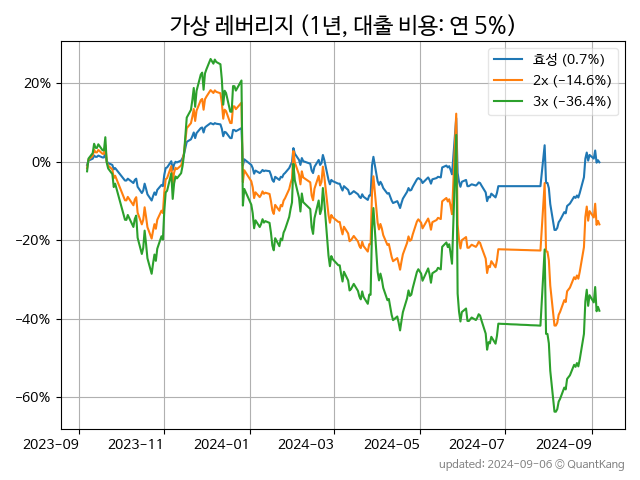 가상 레버리지 (1년, 대출 비용: 연 5%)
효성 (0.7%)
2x (−14.6%)
3x (−36.4%)
20%
0%
−20%
−40%
−60%
2023-09 2023-11 2024-01 2024-03 2024-05 2024-07 2024-09
updated: 2024-09-06 © QuantKang